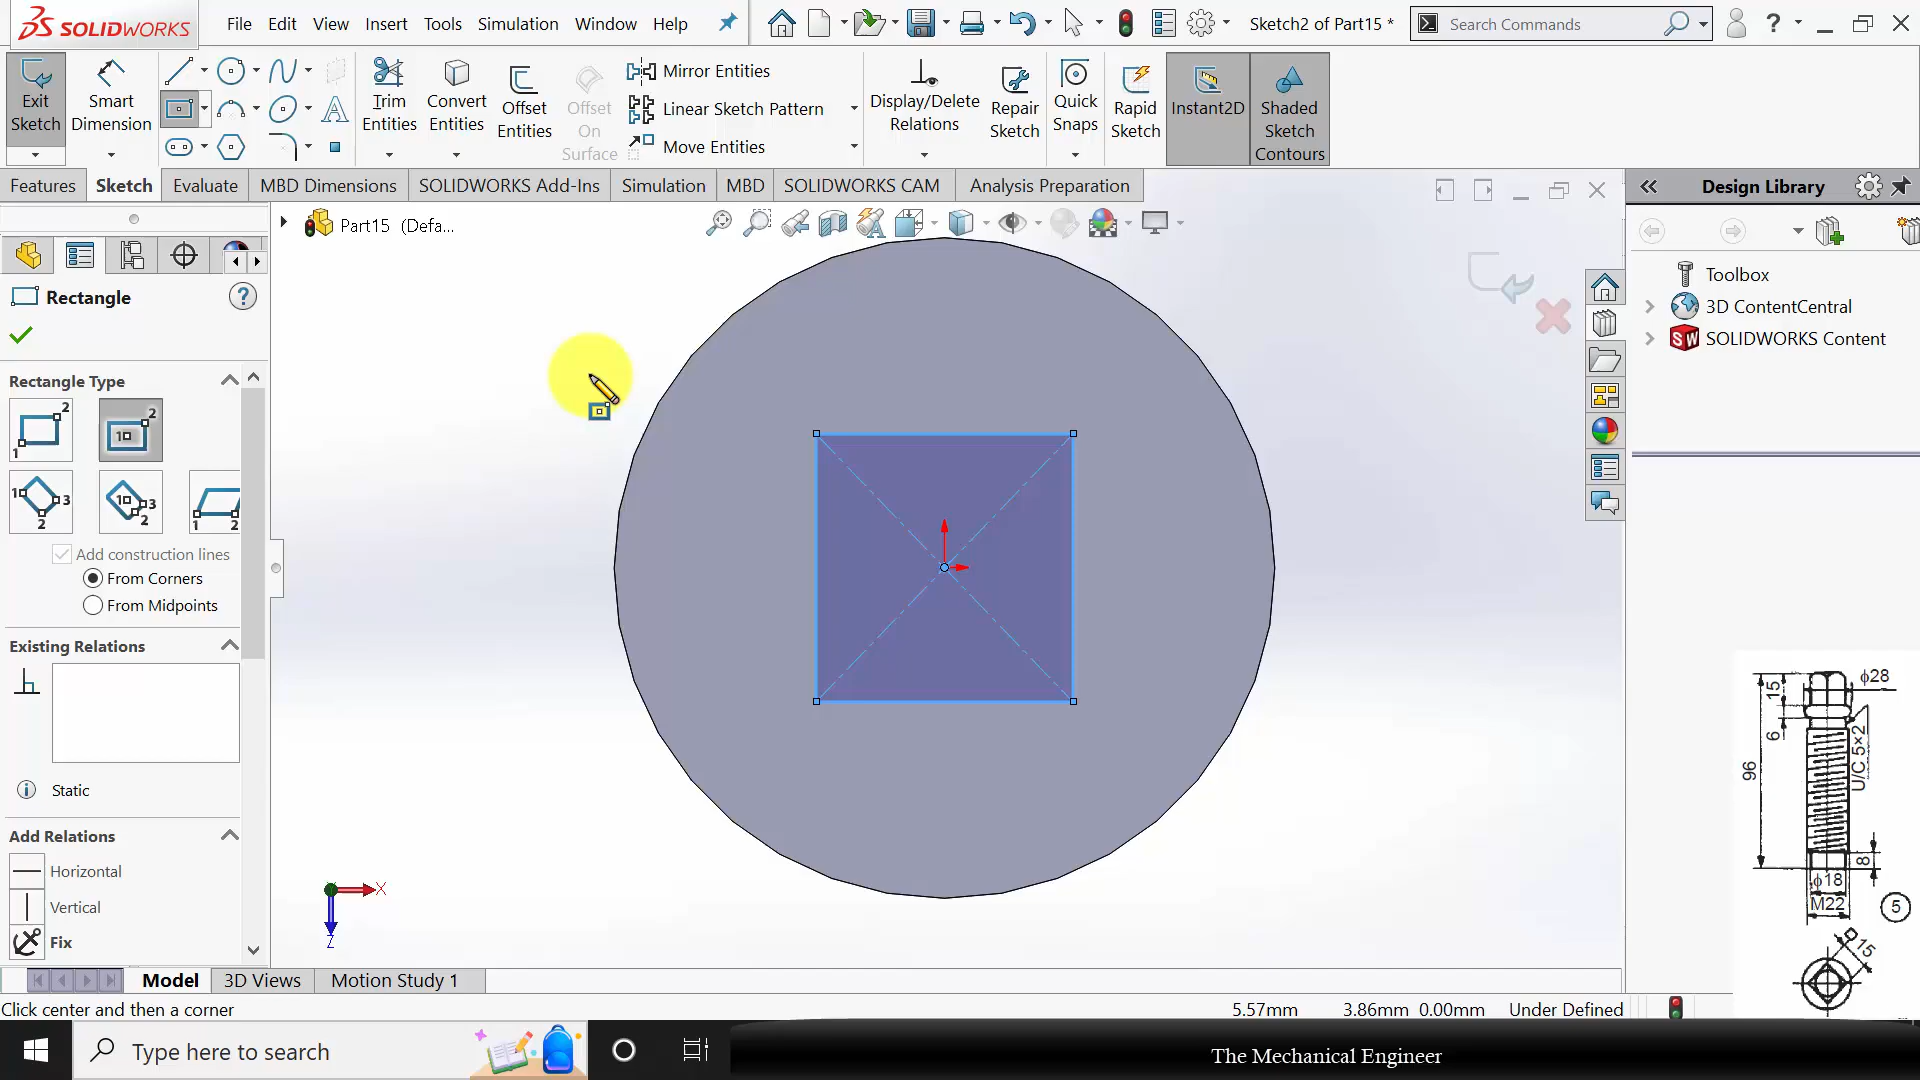 SOLIDWORKS
File
Edit
View
Insert
Tools
Simulation
Window
Help
Sketch2 of Part15 *
Search Commands
?
Exit
Sketch
Smart
Dimension
Trim
Entities
Convert
Entities
Offset
Entities
Offset
On
Surface
Mirror Entities
Linear Sketch Pattern
Move Entities
Display/Delete
Relations
Repair
Sketch
Quick
Snaps
Rapid
Sketch
Instant2D
Shaded
Sketch
Contours
Features
Sketch
Evaluate
MBD Dimensions
SOLIDWORKS Add-Ins
Simulation
MBD
SOLIDWORKS CAM
Analysis Preparation
Design Library
Part15 (Defa...
Toolbox
3D ContentCentral
SOLIDWORKS Content
Rectangle
?
Rectangle Type
Add construction lines
From Corners
From Midpoints
Existing Relations
Static
Add Relations
Horizontal
Vertical
Fix
X
Z
ϕ28
15
6
U/C 5×2
96
8
ϕ18
M22
5
15
Model
3D Views
Motion Study 1
Click center and then a corner
5.57mm
3.86mm 0.00mm
Under Defined
Type here to search
The Mechanical Engineer